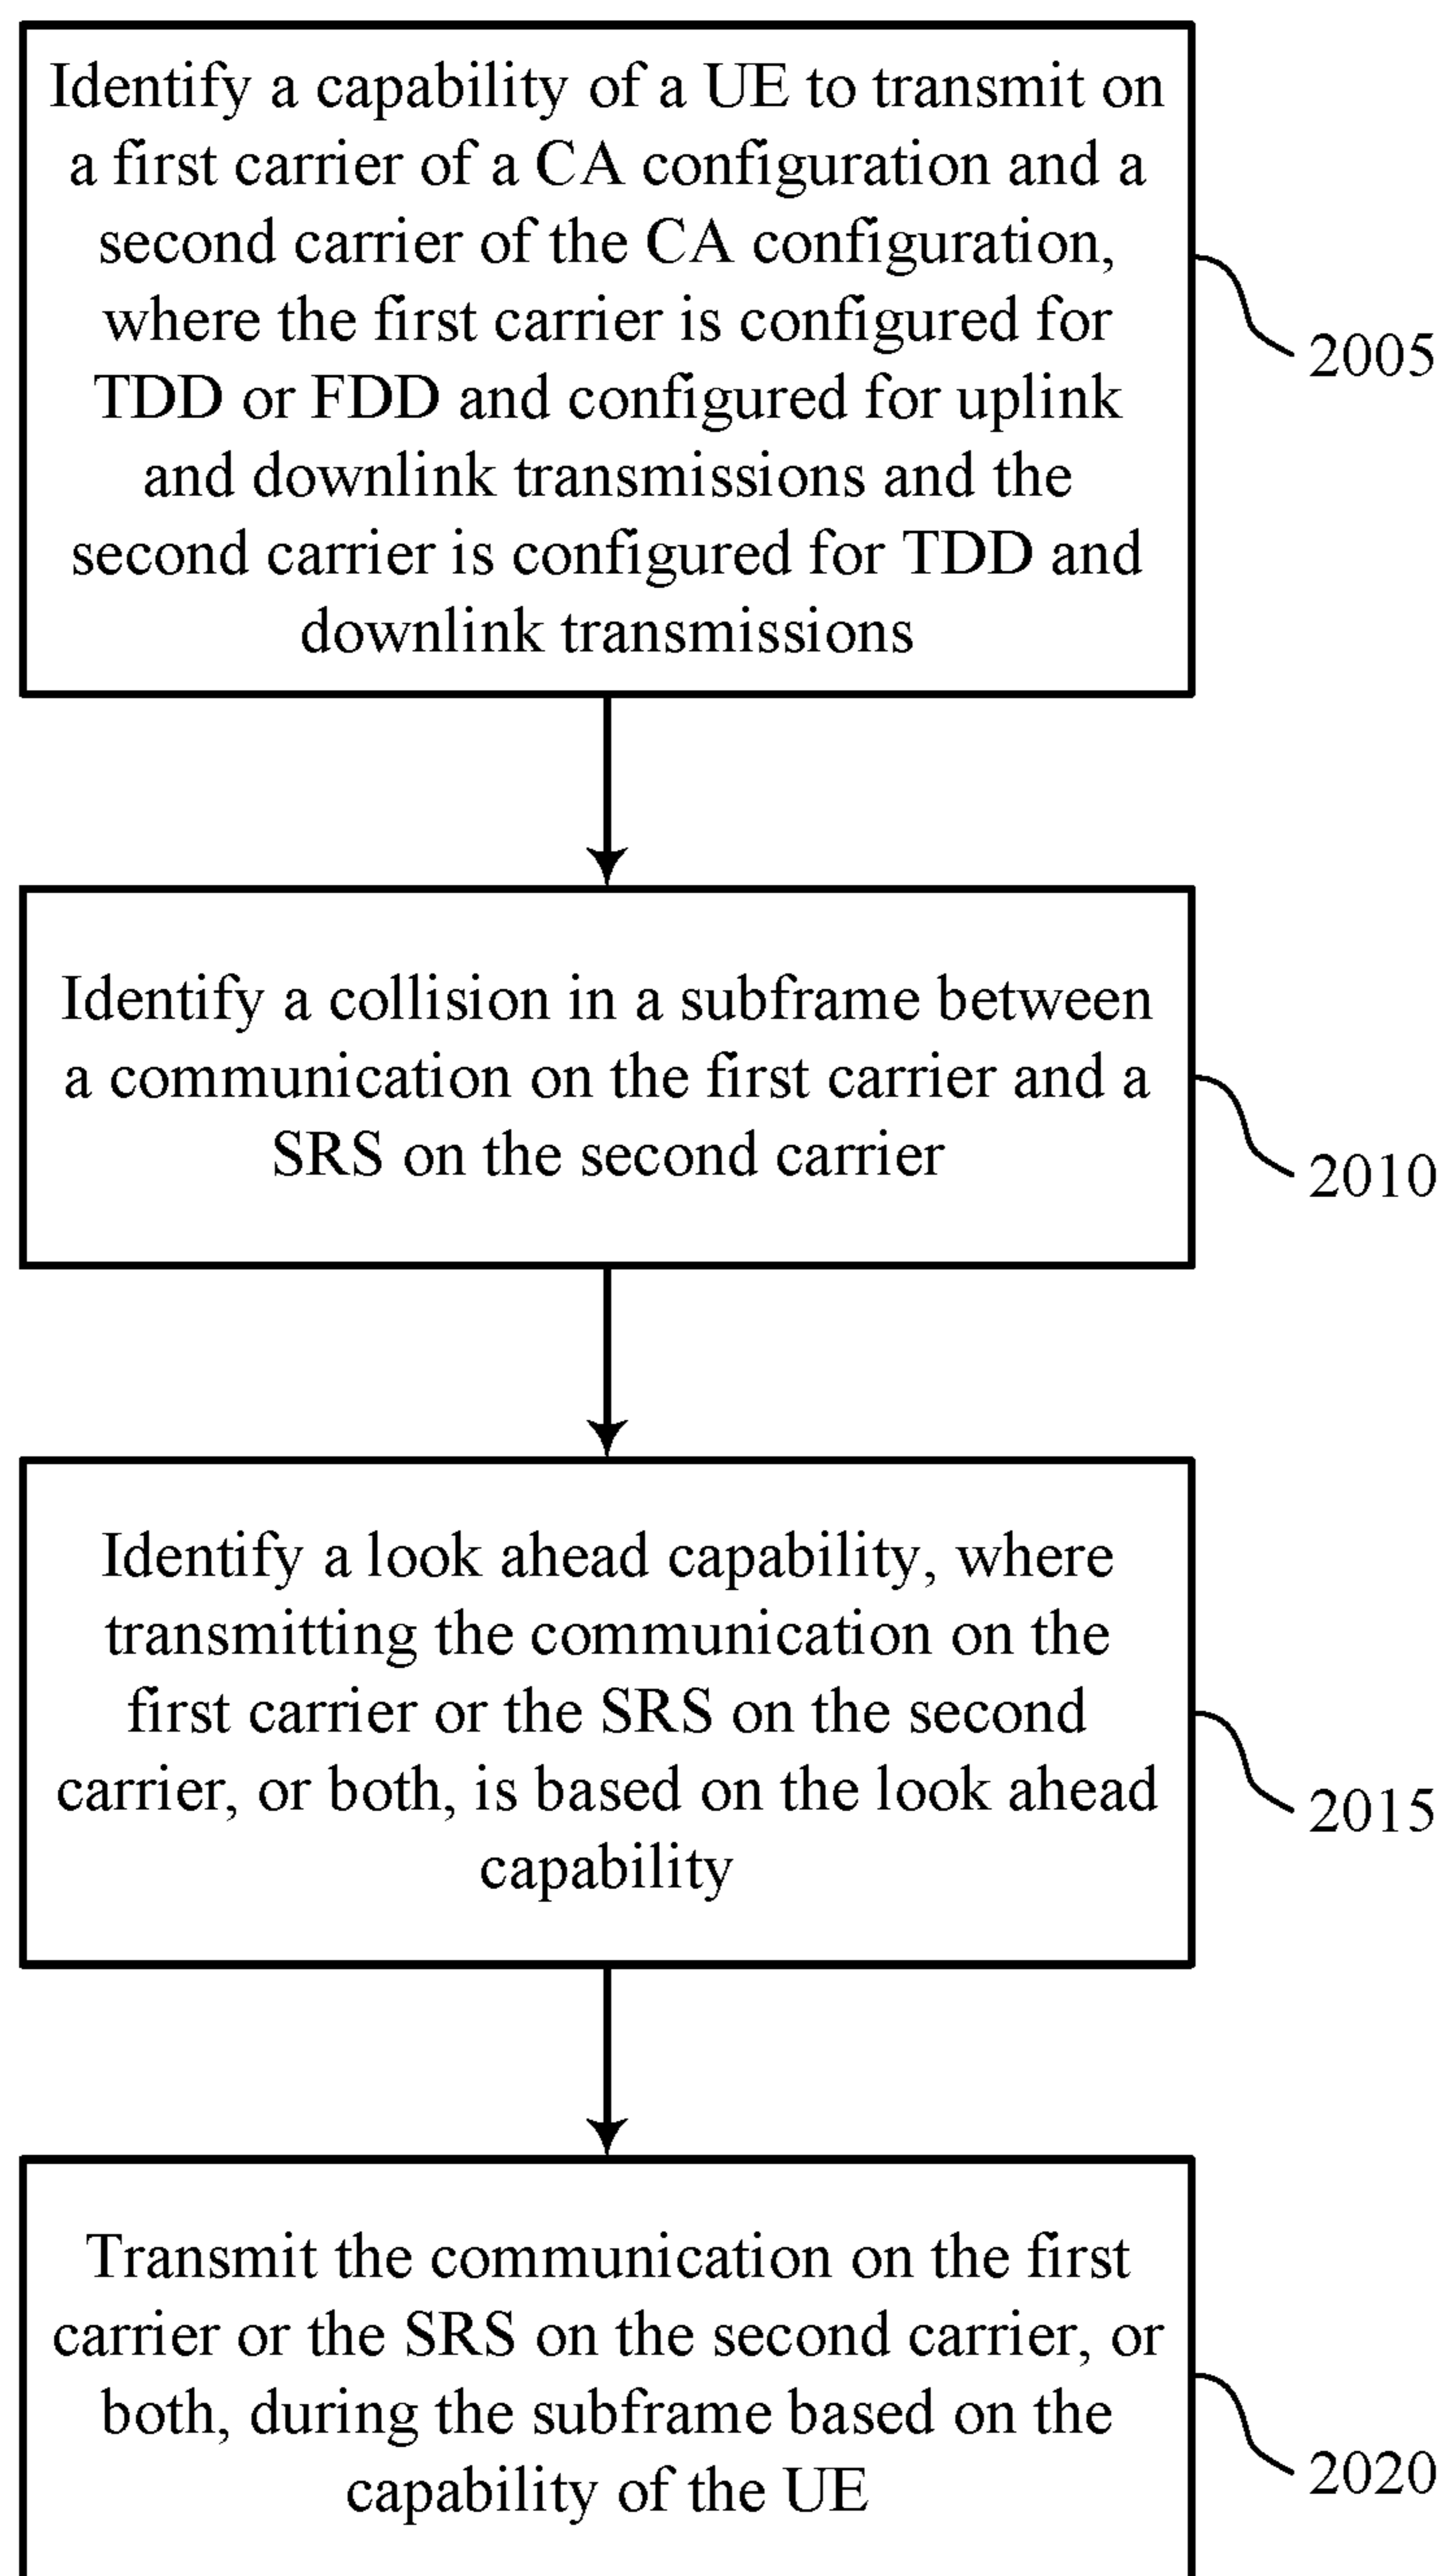 Identify a capability of a UE to transmit on
a first carrier of a CA configuration and a
second carrier of the CA configuration,
where the first carrier is configured for
TDD or FDD and configured for uplink
and downlink transmissions and the
second carrier is configured for TDD and
downlink transmissions
2005
Identify a collision in a subframe between
a communication on the first carrier and a
SRS on the second carrier
2010
Identify a look ahead capability, where
transmitting the communication on the
first carrier or the SRS on the second
carrier, or both, is based on the look ahead
capability
2015
Transmit the communication on the first
carrier or the SRS on the second carrier, or
both, during the subframe based on the
capability of the UE
2020